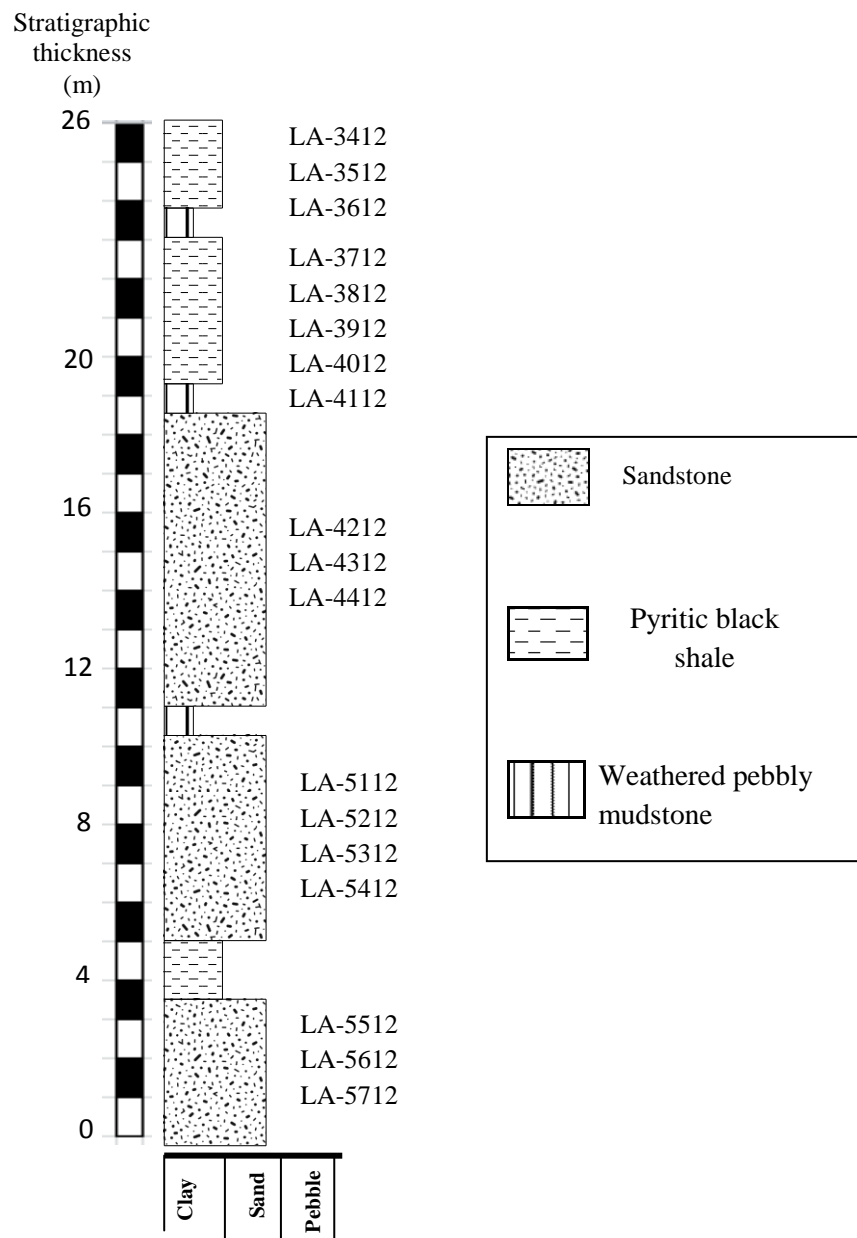 Stratigraphic
thickness
(m)
26
20
16
12
8
4
0
LA-3412
LA-3512
LA-3612
LA-3712
LA-3812
LA-3912
LA-4012
LA-4112
LA-4212
LA-4312
LA-4412
LA-5112
LA-5212
LA-5312
LA-5412
LA-5512
LA-5612
LA-5712
Clay
Sand
Pebble
Sandstone
Pyritic black
shale
Weathered pebbly
mudstone